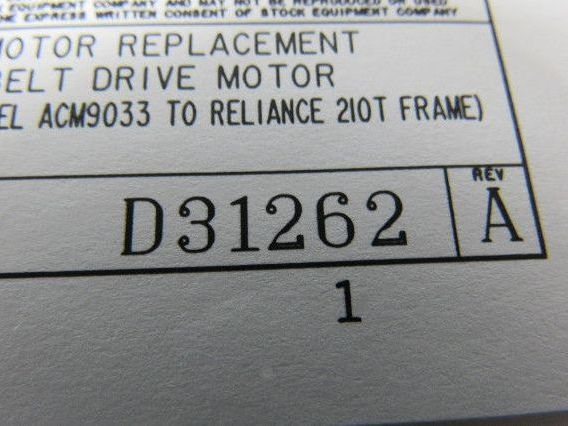 EQUIPMENT COMPANY AND MAY NOT BE REPRODUCED OR USED
THE EXPRESS WRITTEN CONSENT OF STOCK EQUIPMENT COMPANY
MOTOR REPLACEMENT
BELT DRIVE MOTOR
EL ACM9033 TO RELIANCE 210T FRAME)
REV
D31262 A
1